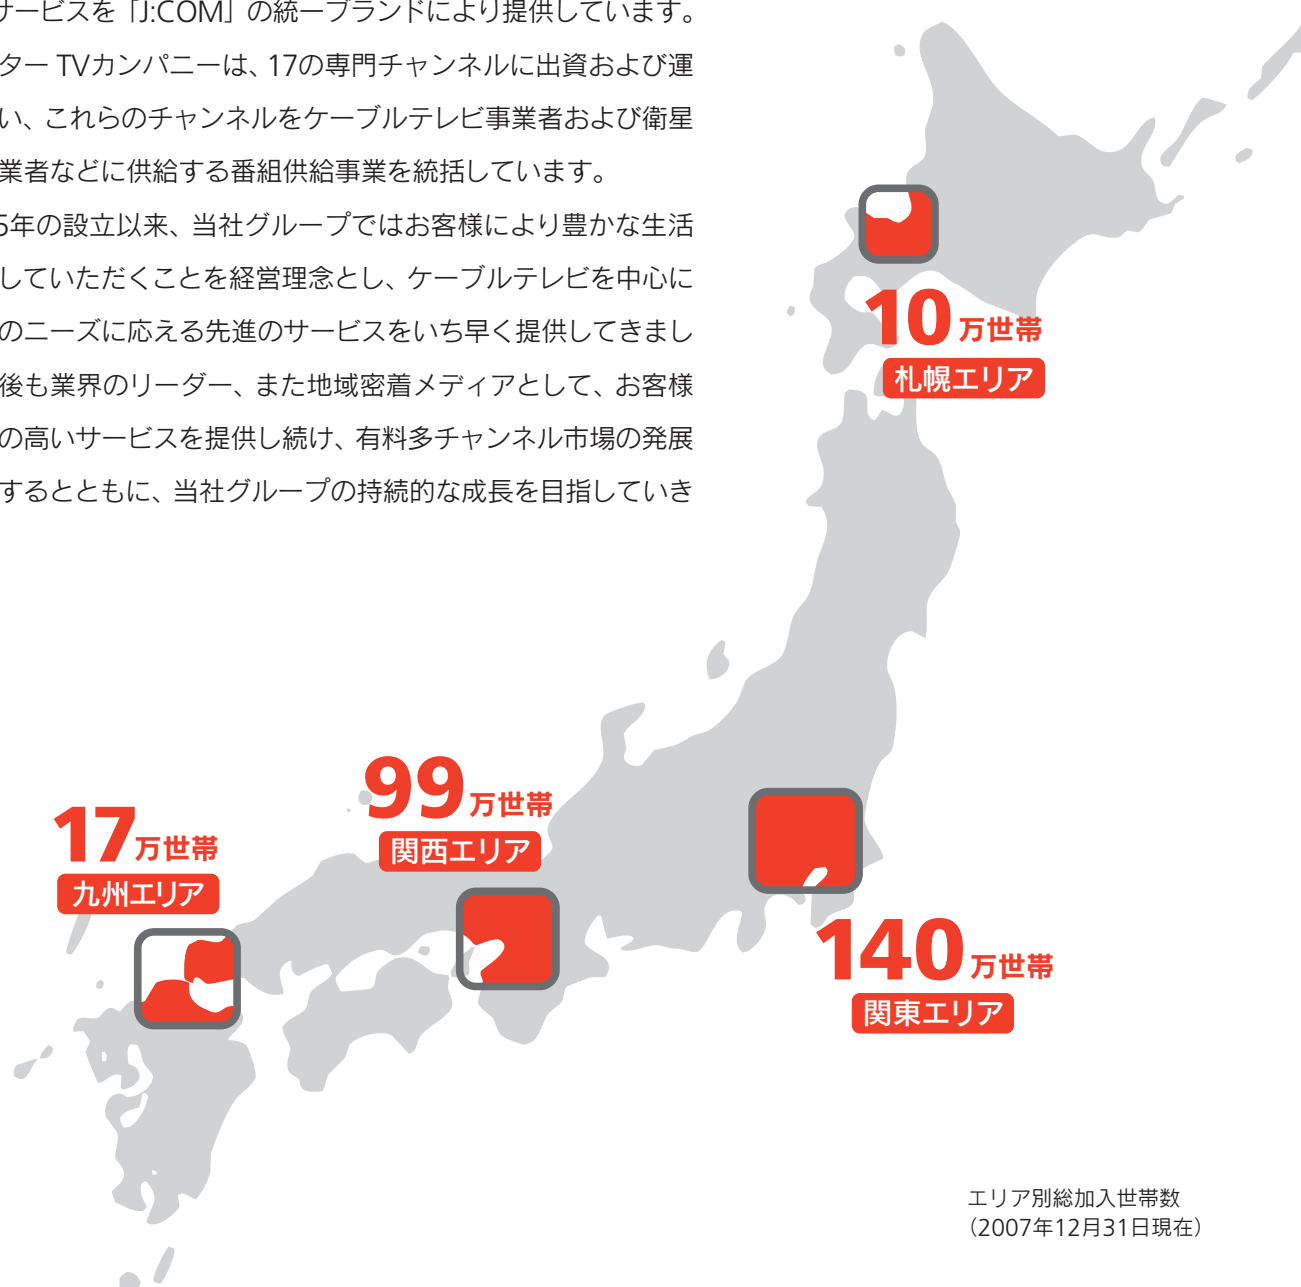 サービスを「J:COM」の統一ブランドにより提供しています。
ター TVカンパニーは、17の専門チャンネルに出資および運
い、これらのチャンネルをケーブルテレビ事業者および衛星
業者などに供給する番組供給事業を統括しています。
5年の設立以来、当社グループではお客様により豊かな生活
していただくことを経営理念とし、ケーブルテレビを中心に
のニーズに応える先進のサービスをいち早く提供してきまし
後も業界のリーダー、また地域密着メディアとして、お客様
の高いサービスを提供し続け、有料多チャンネル市場の発展
するとともに、当社グループの持続的な成長を目指していき
10万世帯
札幌エリア
99万世帯
関西エリア
17万世帯
九州エリア
140万世帯
関東エリア
エリア別総加入世帯数
（2007年12月31日現在）